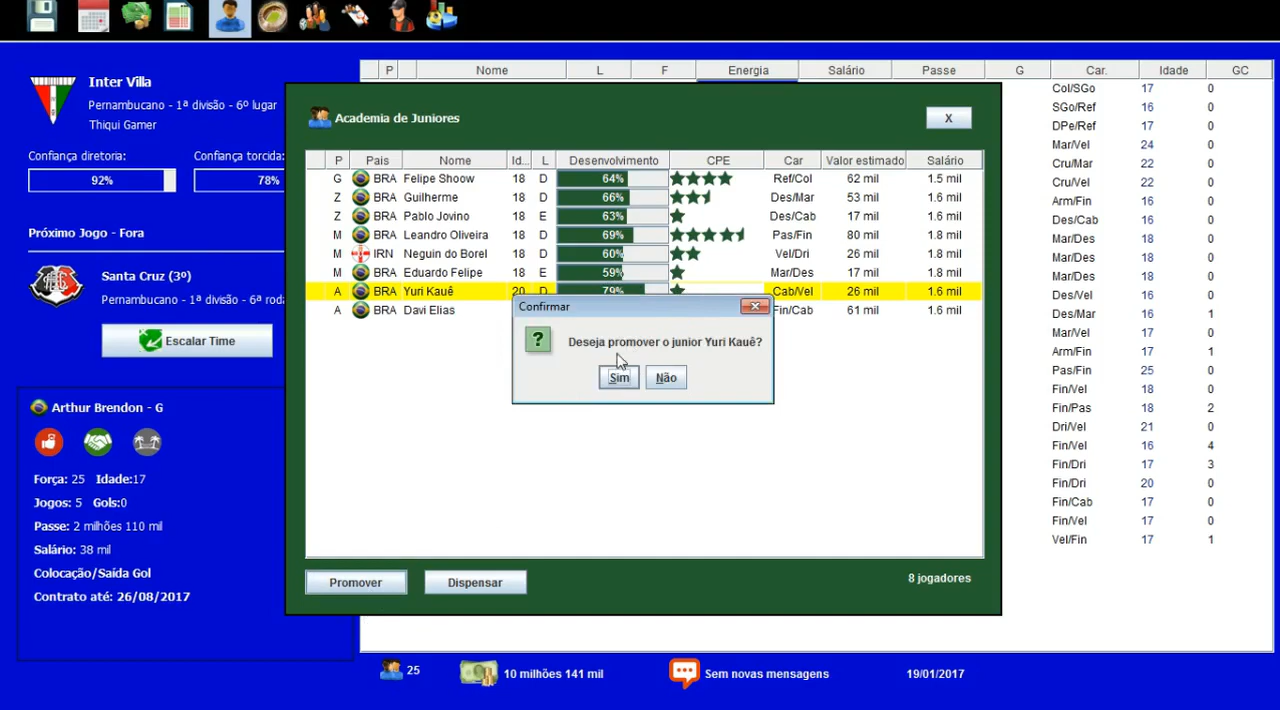 P Nome L F Energia Salário Passe G Car. Idade GC
Inter Villa
Pernambucano - 1ª divisão - 6º lugar
Thiqui Gamer
Confiança diretoria: Confiança torcida:
92% 78%
Próximo Jogo - Fora
Santa Cruz (3º)
Pernambucano - 1ª divisão - 6ª roda
Escalar Time
Arthur Brendon - G
Força: 25 Idade:17
Jogos: 5 Gols:0
Passe: 2 milhões 110 mil
Salário: 38 mil
Colocação/Saída Gol
Contrato até: 26/08/2017
Academia de Juniores X
P Pais Nome Id... L Desenvolvimento CPE Car Valor estimado Salário
G BRA Felipe Shoow 18 D 64% Ref/Col 62 mil 1.5 mil
Z BRA Guilherme 18 D 66% Des/Mar 53 mil 1.6 mil
Z BRA Pablo Jovino 18 E 63% Des/Cab 17 mil 1.6 mil
M BRA Leandro Oliveira 18 D 69% Pas/Fin 80 mil 1.8 mil
M IRN Neguin do Borel 18 D 60% Vel/Dri 26 mil 1.8 mil
M BRA Eduardo Felipe 18 E 59% Mar/Des 17 mil 1.8 mil
A BRA Yuri Kauê 20 D 79% Cab/Vel 26 mil 1.6 mil
A BRA Davi Elias Fin/Cab 61 mil 1.6 mil
Confirmar
Deseja promover o junior Yuri Kauê?
Sim Não
Promover Dispensar 8 jogadores
Col/SGo 17 0
SGo/Ref 16 0
DPe/Ref 17 0
Mar/Vel 24 0
Cru/Mar 22 0
Cru/Vel 22 0
Arm/Fin 16 0
Des/Cab 16 0
Mar/Des 18 0
Mar/Des 18 0
Mar/Des 18 0
Des/Vel 16 0
Des/Mar 16 1
Mar/Vel 17 0
Arm/Fin 17 1
Pas/Fin 25 0
Fin/Vel 18 0
Fin/Pas 18 2
Dri/Vel 21 0
Fin/Vel 16 4
Fin/Dri 17 3
Fin/Dri 20 0
Fin/Cab 17 0
Fin/Vel 17 0
Vel/Fin 17 1
25 10 milhões 141 mil Sem novas mensagens 19/01/2017